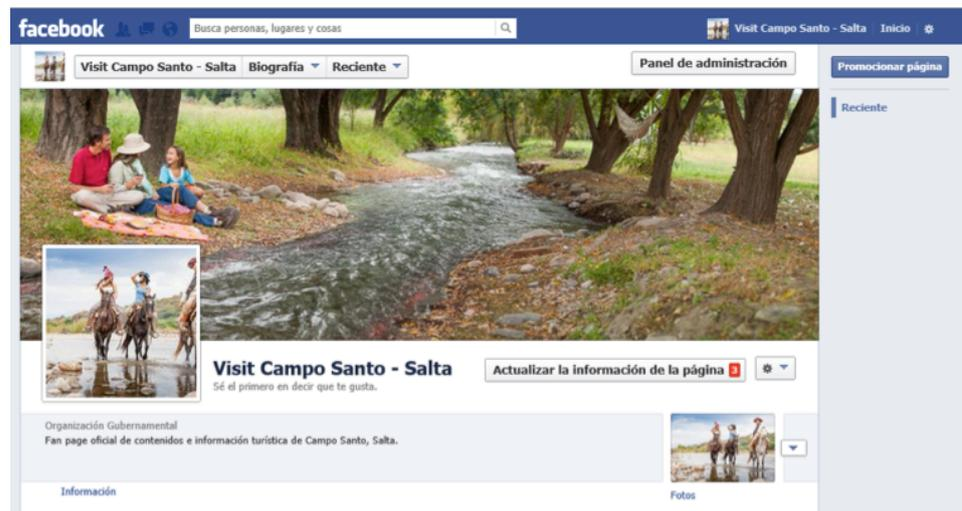 facebook
Busca personas, lugares y cosas
Visit Campo Santo - Salta Inicio
Visit Campo Santo - Salta Biografía Reciente
Panel de administración
Promocionar página
Reciente
Visit Campo Santo - Salta
Sé el primero en decir que te gusta.
Actualizar la información de la página 3
Organización Gubernamental
Fan page oficial de contenidos e información turística de Campo Santo, Salta.
Información
Fotos